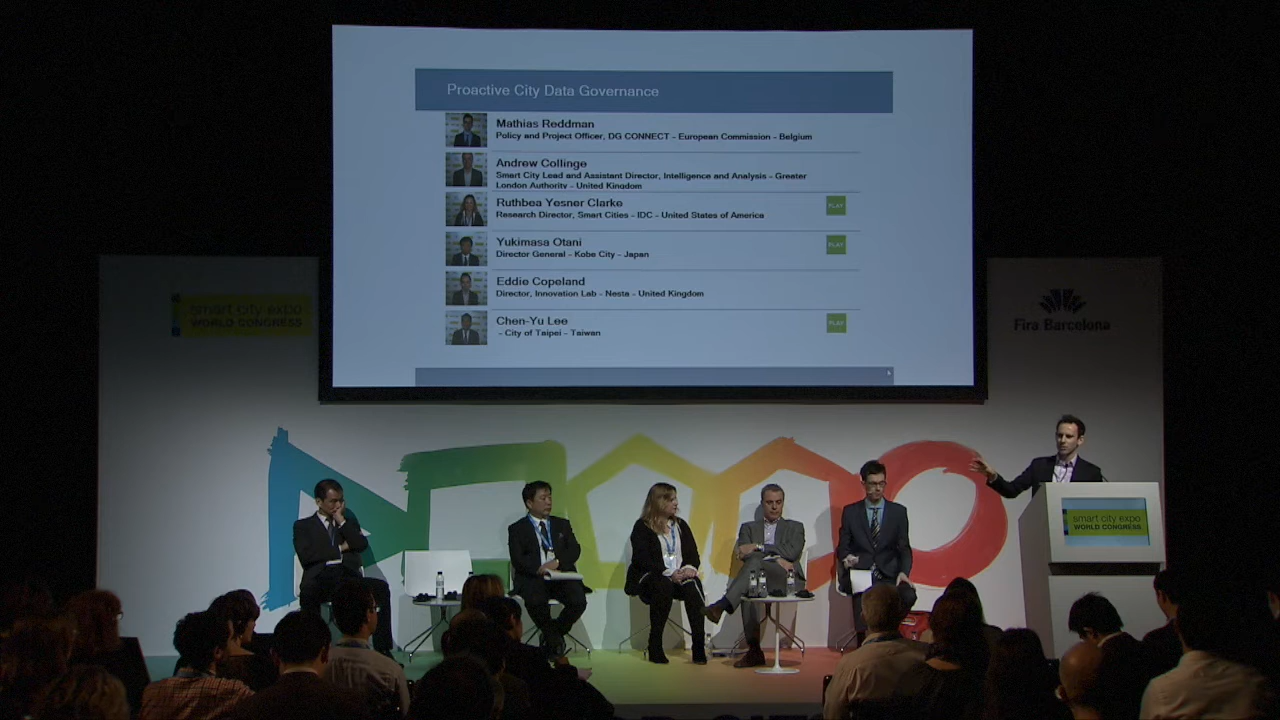 Proactive City Data Governance
Mathias Reddman
Policy and Project Officer, DG CONNECT - European Commission - Belgium
Andrew Collinge
Smart City Lead and Assistant Director, Intelligence and Analysis - Greater
London Authority - United Kingdom
Ruthbea Yesner Clarke
Research Director, Smart Cities - IDC - United States of America
PLAY
Yukimasa Otani
Director General - Kobe City - Japan
PLAY
Eddie Copeland
Director, Innovation Lab - Nesta - United Kingdom
Chen-Yu Lee
- City of Taipei - Taiwan
PLAY
smart city expo
WORLD CONGRESS
Fira Barcelona
smart city expo
WORLD CONGRESS